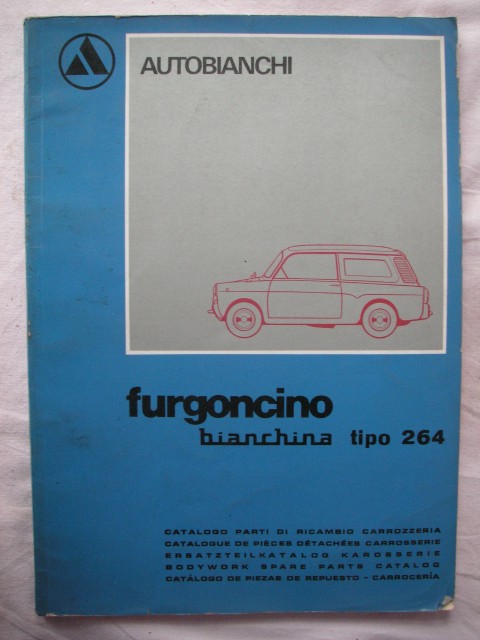 AUTOBIANCHI
furgoncino
bianchina tipo 264
CATALOGO PARTI DI RICAMBIO CARROZZERIA
CATALOGUE DE PIÈCES DÉTACHÉES CARROSSERIE
ERSATZTEILKATALOG KAROSSERIE
BODYWORK SPARE PARTS CATALOG
CATÁLOGO DE PIEZAS DE REPUESTO - CARROCERÍA